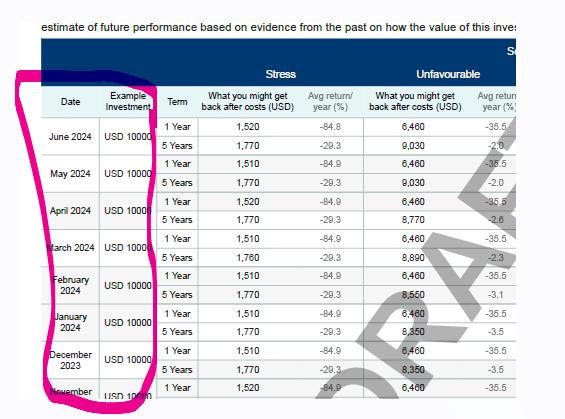 estimate of future performance based on evidence from the past on how the value of this inves
Stress Unfavourable
Date Example Investment Term What you might get back after costs (USD) Avg return/ year (%) What you might get back after costs (USD) Avg return/ year (%)
June 2024 USD 10000 1 Year 1,520 -84.8 6,460 -35.5
5 Years 1,770 -29.3 9,030 -2.0
May 2024 USD 10000 1 Year 1,510 -84.9 6,460 -35.5
5 Years 1,770 -29.3 9,030 -2.0
April 2024 USD 10000 1 Year 1,520 -84.9 6,460 -35.5
5 Years 1,770 -29.3 8,770 -2.6
March 2024 USD 10000 1 Year 1,510 -84.9 6,460 -35.5
5 Years 1,760 -29.3 8,890 -2.3
February 2024 USD 10000 1 Year 1,510 -84.9 6,460 -35.5
5 Years 1,770 -29.3 8,550 -3.1
January 2024 USD 10000 1 Year 1,510 -84.9 6,460 -35.5
5 Years 1,770 -29.3 8,350 -3.5
December 2023 USD 10000 1 Year 1,510 -84.9 6,460 -35.5
5 Years 1,770 -29.3 8,350 -3.5
November USD 10000 1 Year 1,520 -84.9 6,460 -35.5
DRAF